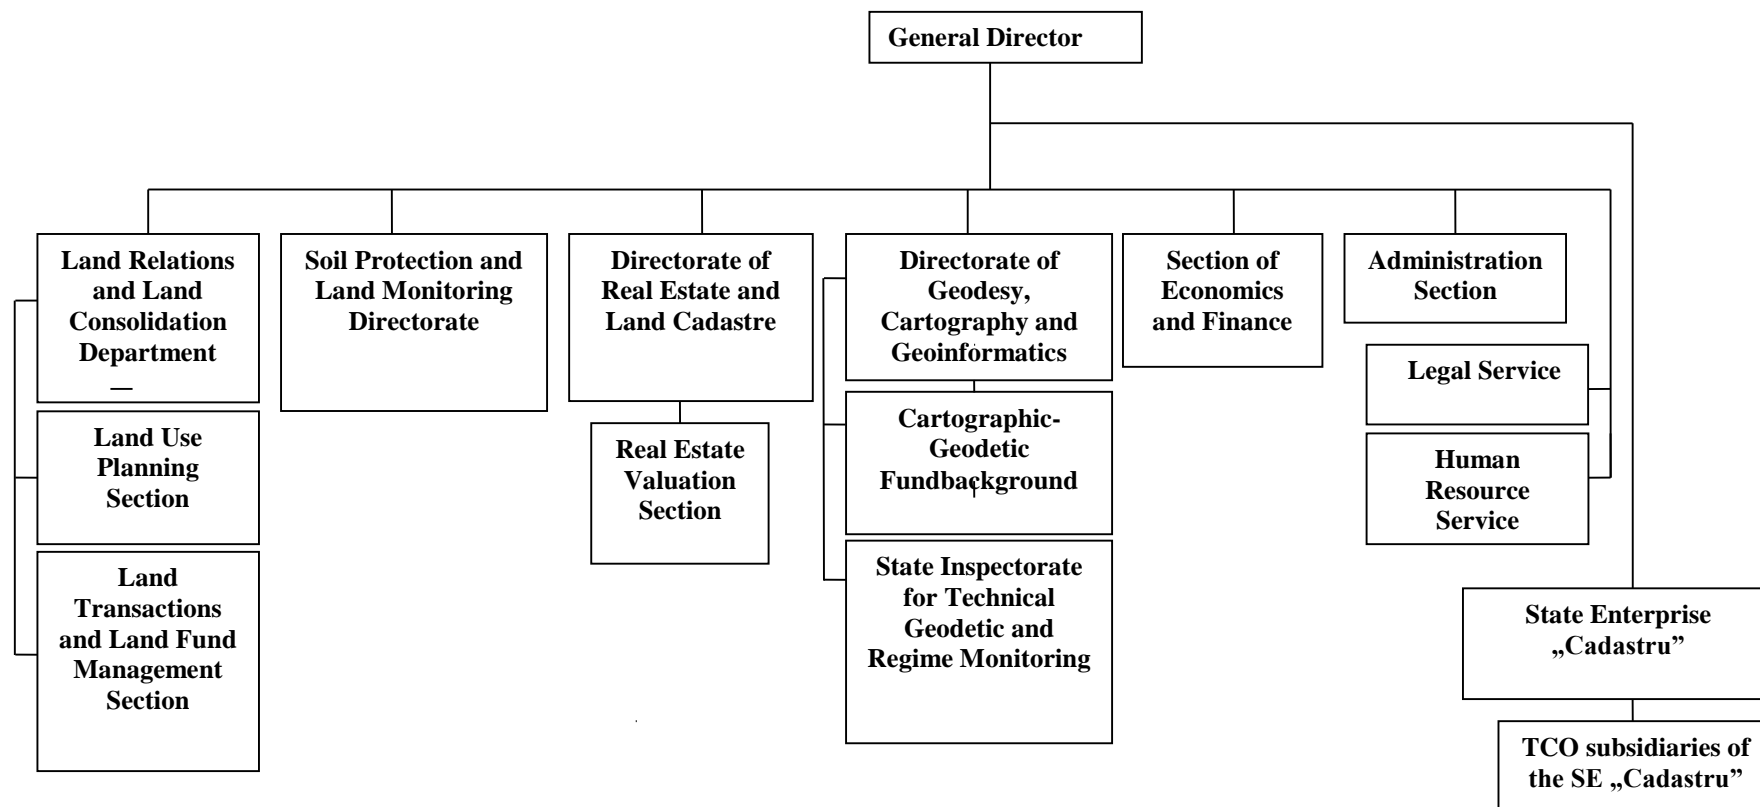 General Director
Land Relations
and Land
Consolidation
Department
Soil Protection and
Land Monitoring
Directorate
Directorate of
Real Estate and
Land Cadastre
Directorate of
Geodesy,
Cartography and
Geoinformatics
Section of
Economics
and Finance
Administration
Section
Legal Service
Land Use
Planning
Section
Real Estate
Valuation
Section
Cartographic-
Geodetic
Fundbackground
Human
Resource
Service
Land
Transactions
and Land Fund
Management
Section
State Inspectorate
for Technical
Geodetic and
Regime Monitoring
State Enterprise
„Cadastru”
TCO subsidiaries of
the SE „Cadastru”